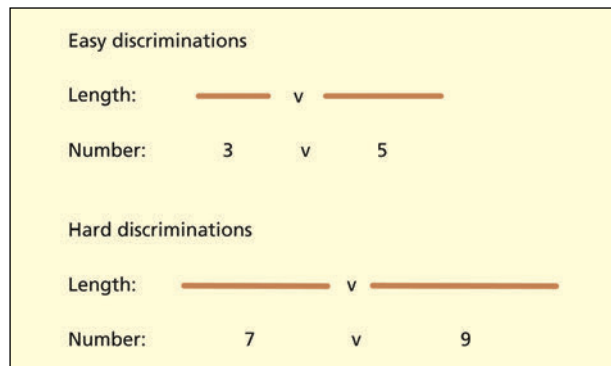 Easy discriminations
Length: v
Number: 3 v 5
Hard discriminations
Length: v
Number: 7 v 9